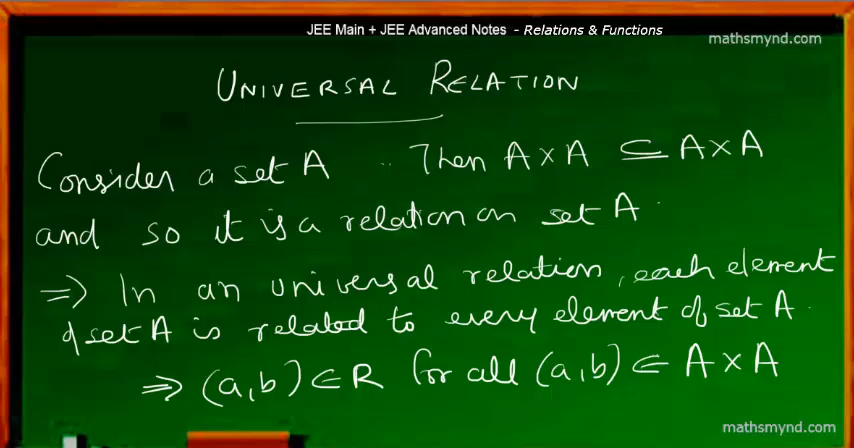 JEE Main + JEE Advanced Notes - Relations & Functions
mathsmynd.com
UNIVERSAL RELATION
Consider a set A. Then A×A ⊆ A×A
and so it is a relation on set A.
⇒ In an universal relation, each element
of set A is related to every element of set A.
⇒ (a,b) ∈ R for all (a,b) ∈ A×A
mathsmynd.com